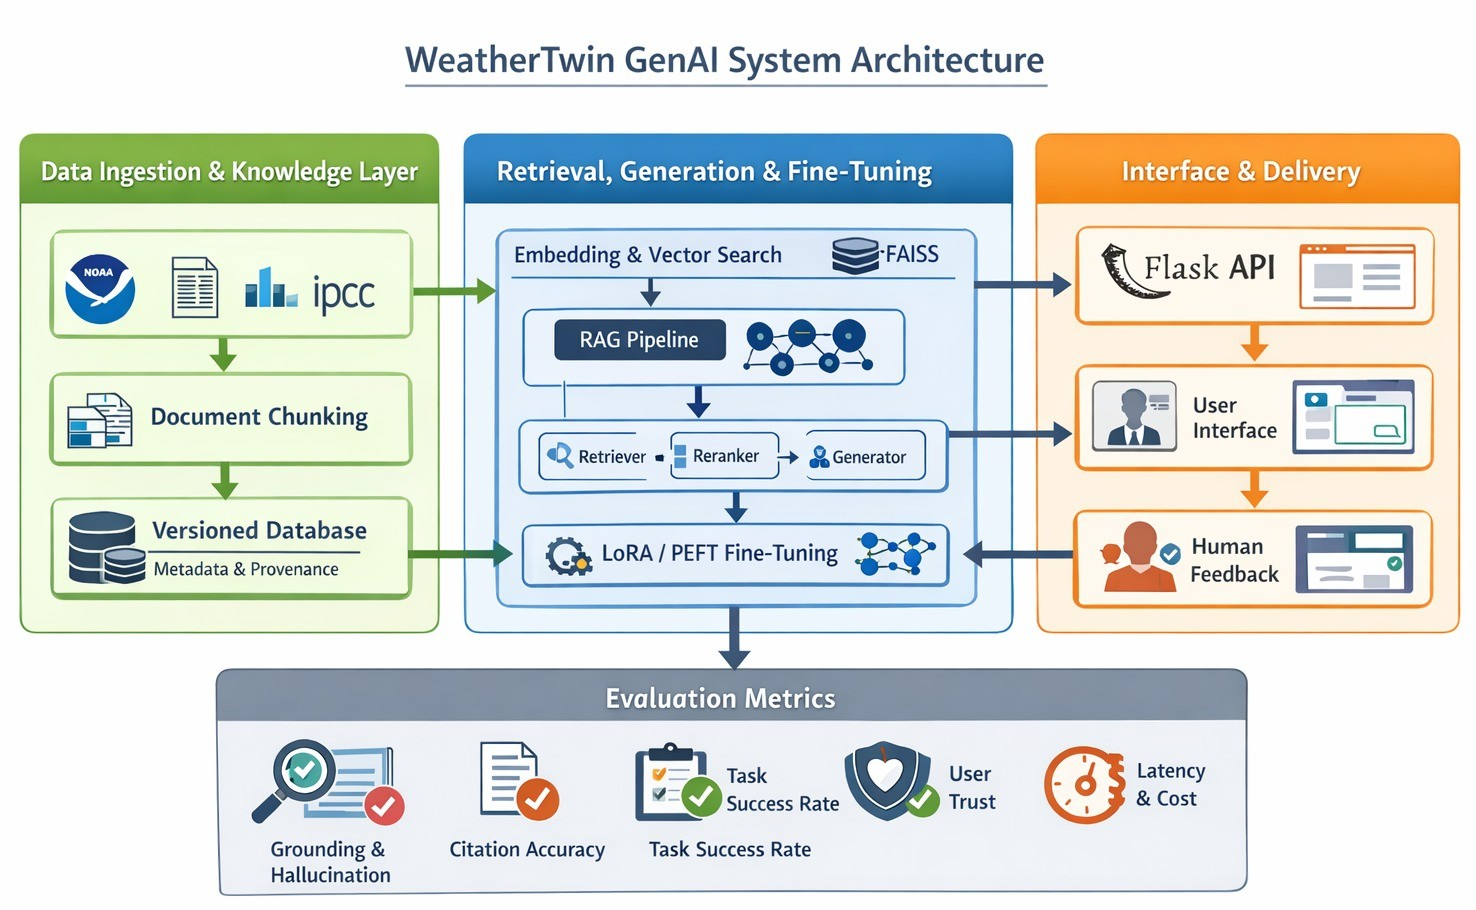 WeatherTwin GenAI System Architecture
Data Ingestion & Knowledge Layer
NOAA
ipcc
Document Chunking
Versioned Database
Metadata & Provenance
Retrieval, Generation & Fine-Tuning
Embedding & Vector Search
FAISS
RAG Pipeline
Retriever
Reranker
Generator
LoRA / PEFT Fine-Tuning
Interface & Delivery
Flask API
User
Interface
Human
Feedback
Evaluation Metrics
Grounding &
Hallucination
Citation Accuracy
Task
Success Rate
Task Success Rate
User
Trust
Latency
& Cost